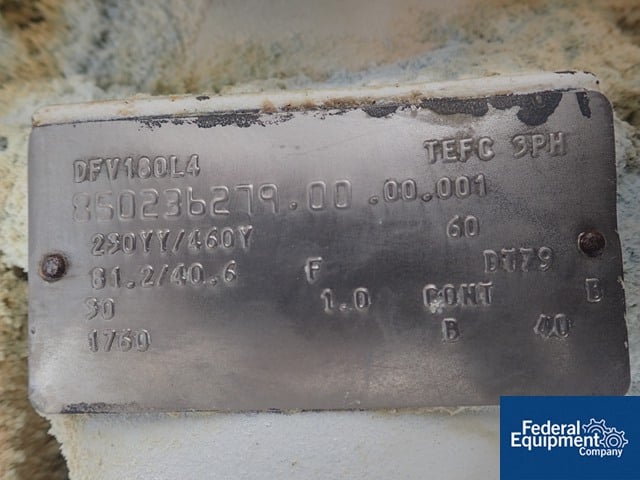 DFV180L4 TEFC 3PH
850236279.00.00.001
230YY/460Y 60
81.2/40.6 F DT79
30 1.0 CONT B
1760 B 40
Federal
Equipment
Company